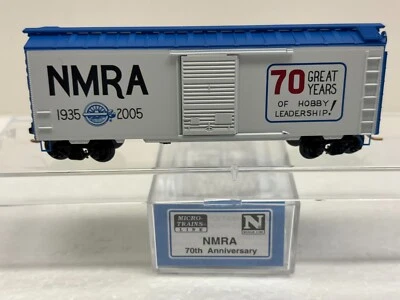 NMRA
1935 2005
70 GREAT
YEARS
OF HOBBY
LEADERSHIP!
MICRO-
TRAINS
LINE
N
NMRA
70th Anniversary